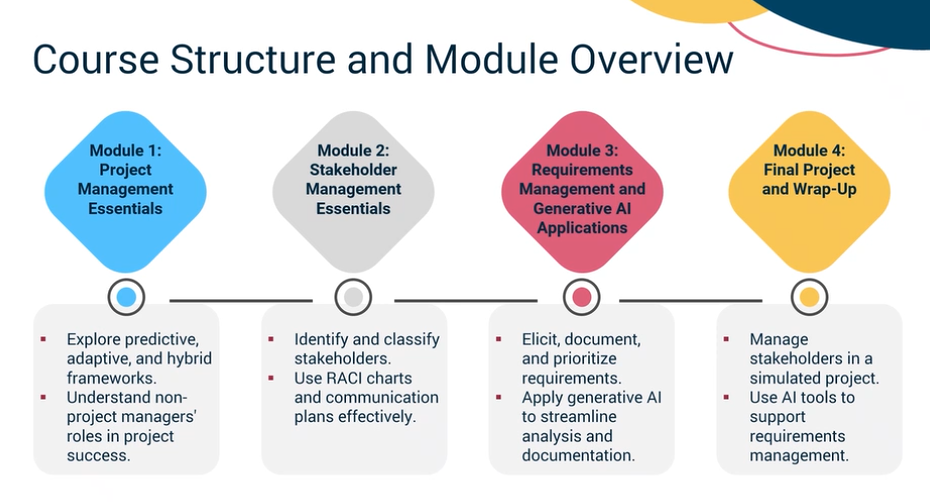 Course Structure and Module Overview
Module 1:
Project
Management
Essentials
Module 2:
Stakeholder
Management
Essentials
Module 3:
Requirements
Management and
Generative AI
Applications
Module 4:
Final Project
and Wrap-Up
▪ Explore predictive,
adaptive, and hybrid
frameworks.
▪ Understand non-
project managers'
roles in project
success.
▪ Identify and classify
stakeholders.
▪ Use RACI charts
and communication
plans effectively.
▪ Elicit, document,
and prioritize
requirements.
▪ Apply generative AI
to streamline
analysis and
documentation.
▪ Manage
stakeholders in a
simulated project.
▪ Use AI tools to
support
requirements
management.